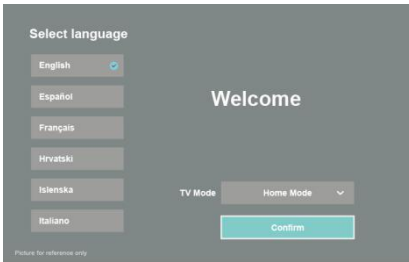 Select language
English
Español
Français
Hrvatski
Islenska
Italiano
Welcome
TV Mode
Home Mode
Confirm
Picture for reference only